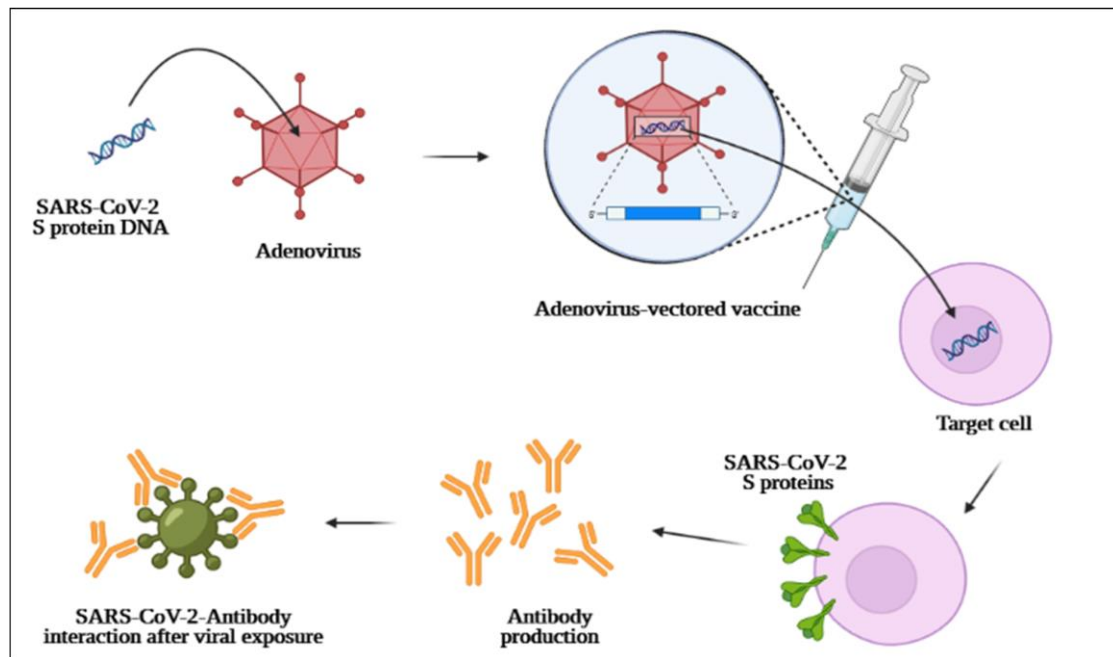 SARS-CoV-2
S protein DNA
Adenovirus
5'
3'
Adenovirus-vectored vaccine
Target cell
SARS-CoV-2
S proteins
Antibody
production
SARS-CoV-2-Antibody
interaction after viral exposure